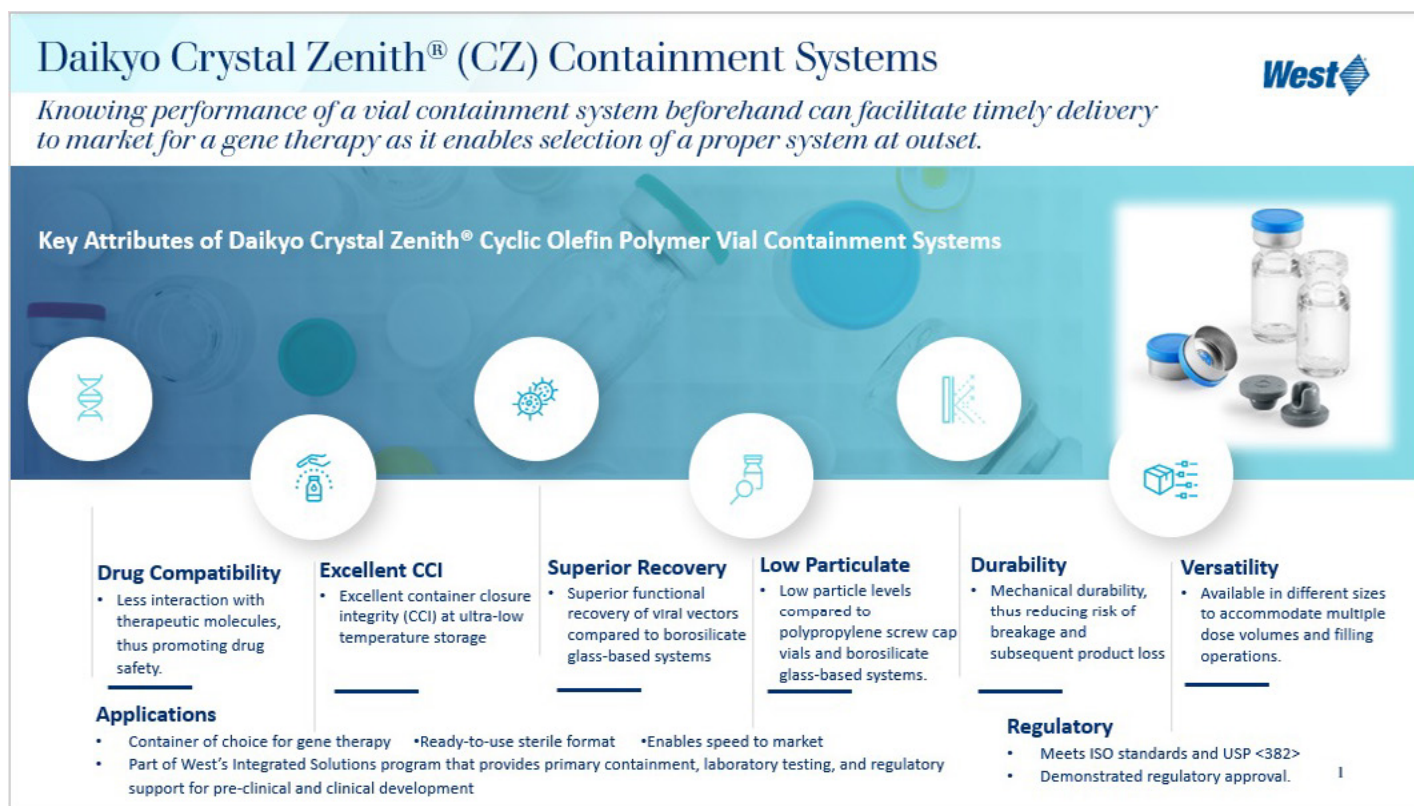 Daikyo Crystal Zenith® (CZ) Containment Systems
West
Knowing performance of a vial containment system beforehand can facilitate timely delivery
to market for a gene therapy as it enables selection of a proper system at outset.
Key Attributes of Daikyo Crystal Zenith® Cyclic Olefin Polymer Vial Containment Systems
Drug Compatibility
• Less interaction with
therapeutic molecules,
thus promoting drug
safety.
Excellent CCI
• Excellent container closure
integrity (CCI) at ultra-low
temperature storage
Superior Recovery
• Superior functional
recovery of viral vectors
compared to borosilicate
glass-based systems
Low Particulate
• Low particle levels
compared to
polypropylene screw cap
vials and borosilicate
glass-based systems.
Durability
• Mechanical durability,
thus reducing risk of
breakage and
subsequent product loss
Versatility
• Available in different sizes
to accommodate multiple
dose volumes and filling
operations.
Applications
• Container of choice for gene therapy •Ready-to-use sterile format •Enables speed to market
• Part of West's Integrated Solutions program that provides primary containment, laboratory testing, and regulatory
support for pre-clinical and clinical development
Regulatory
• Meets ISO standards and USP <382>
• Demonstrated regulatory approval.
1